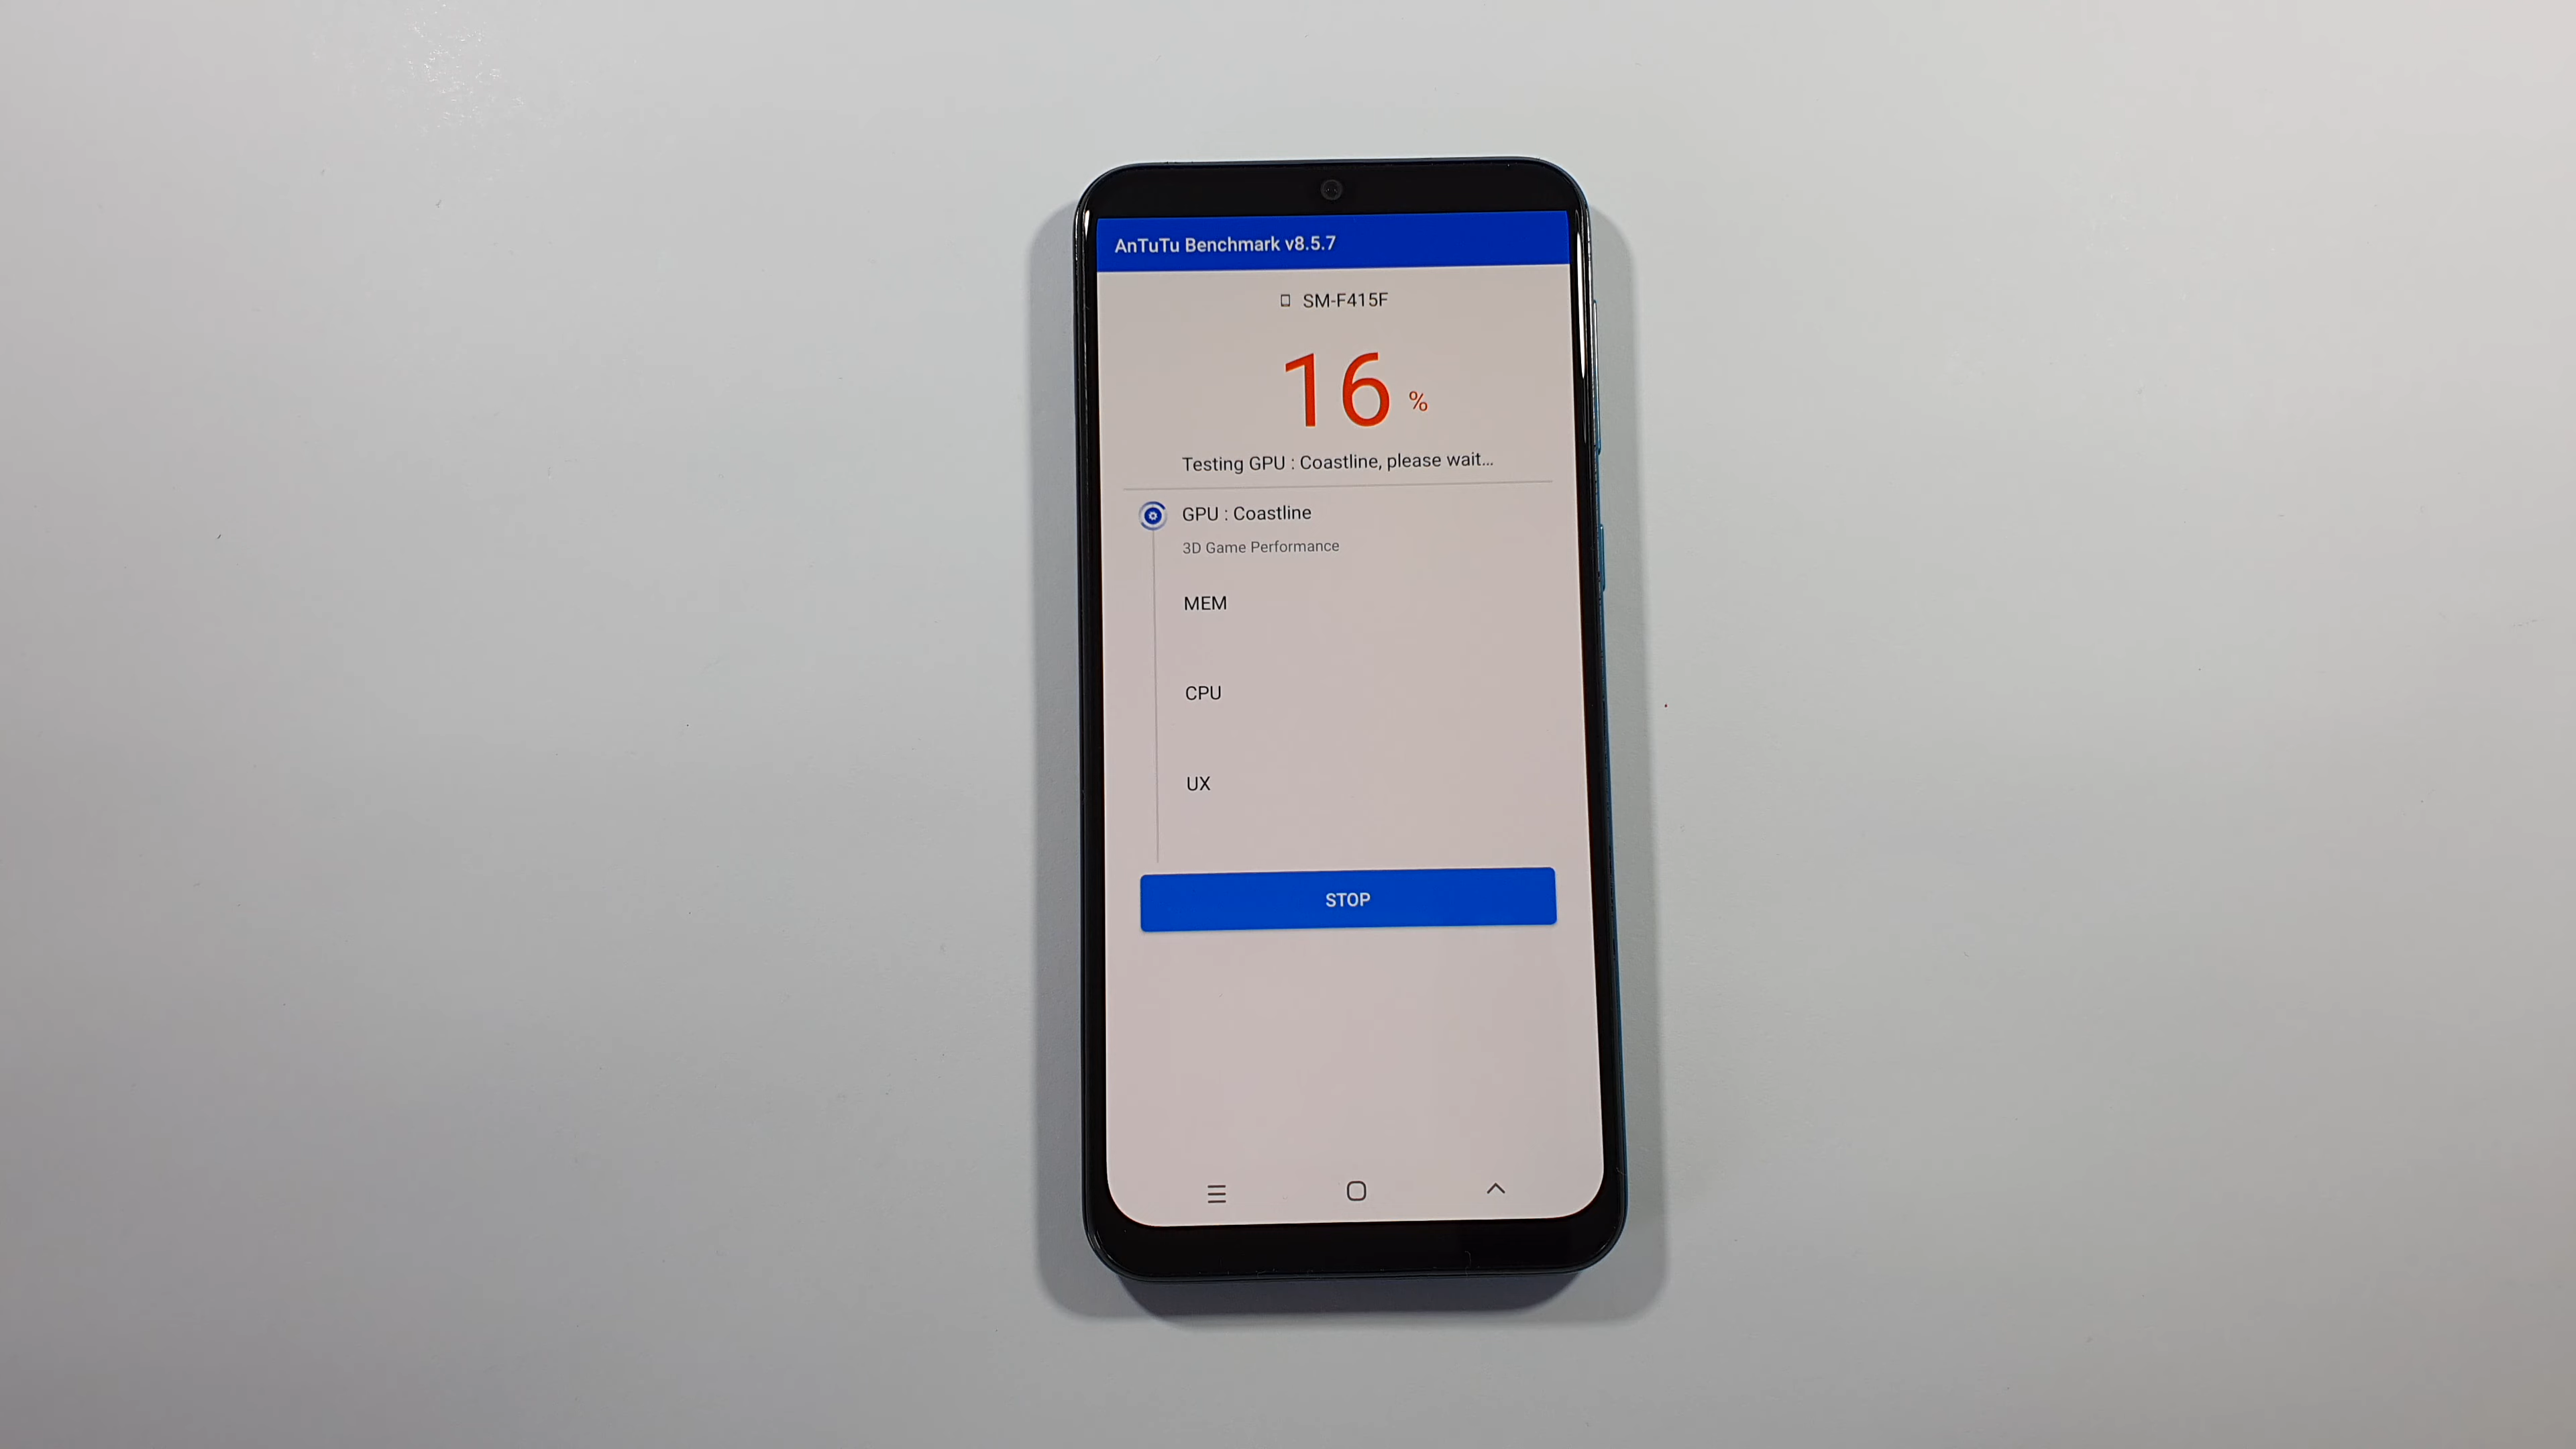 AnTuTu Benchmark v8.5.7
SM-F415F
16 %
Testing GPU : Coastline, please wait...
GPU : Coastline
3D Game Performance
MEM
CPU
UX
STOP